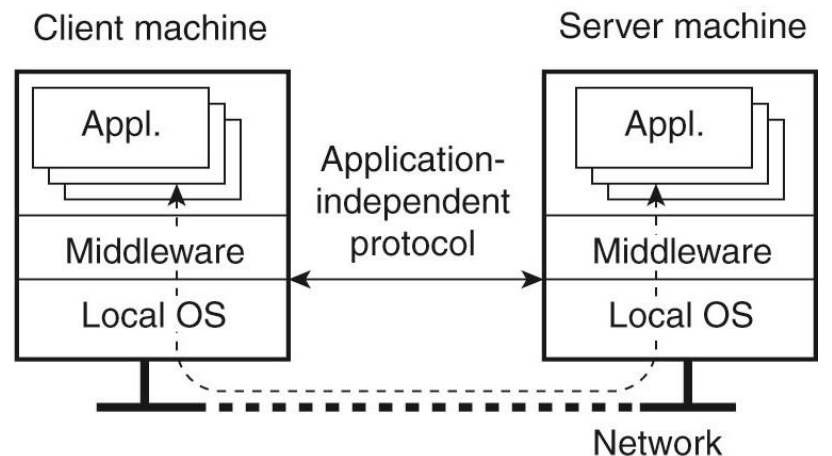 Client machine
Server machine
Appl.
Appl.
Application-
independent
protocol
Middleware
Middleware
Local OS
Local OS
Network